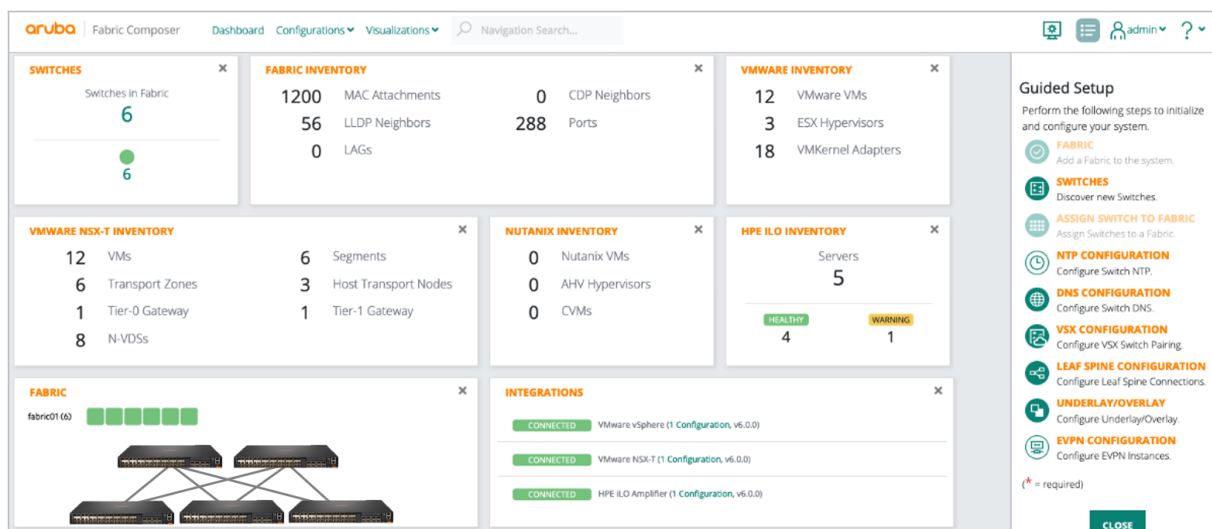 aruba Fabric Composer Dashboard Configurations Visualizations Navigation Search... admin ?
SWITCHES
Switches in Fabric
6
6
FABRIC INVENTORY
1200 MAC Attachments 0 CDP Neighbors
56 LLDP Neighbors 288 Ports
0 LAGs
VMWARE INVENTORY
12 VMware VMs
3 ESX Hypervisors
18 VMKernel Adapters
VMWARE NSX-T INVENTORY
12 VMs 6 Segments
6 Transport Zones 3 Host Transport Nodes
1 Tier-0 Gateway 1 Tier-1 Gateway
8 N-VDSs
NUTANIX INVENTORY
0 Nutanix VMs
0 AHV Hypervisors
0 CVMs
HPE ILO INVENTORY
Servers
5
HEALTHY WARNING
4 1
FABRIC
fabric01 (6)
INTEGRATIONS
CONNECTED VMware vSphere (1 Configuration, v6.0.0)
CONNECTED VMware NSX-T (1 Configuration, v6.0.0)
CONNECTED HPE iLO Amplifier (1 Configuration, v6.0.0)
Guided Setup
Perform the following steps to initialize
and configure your system.
FABRIC
Add a Fabric to the system.
SWITCHES
Discover new Switches.
ASSIGN SWITCH TO FABRIC
Assign Switches to a Fabric.
NTP CONFIGURATION
Configure Switch NTP.
DNS CONFIGURATION
Configure Switch DNS.
VSX CONFIGURATION
Configure VSX Switch Pairing.
LEAF SPINE CONFIGURATION
Configure Leaf Spine Connections.
UNDERLAY/OVERLAY
Configure Underlay/Overlay.
EVPN CONFIGURATION
Configure EVPN Instances.
(* = required)
CLOSE